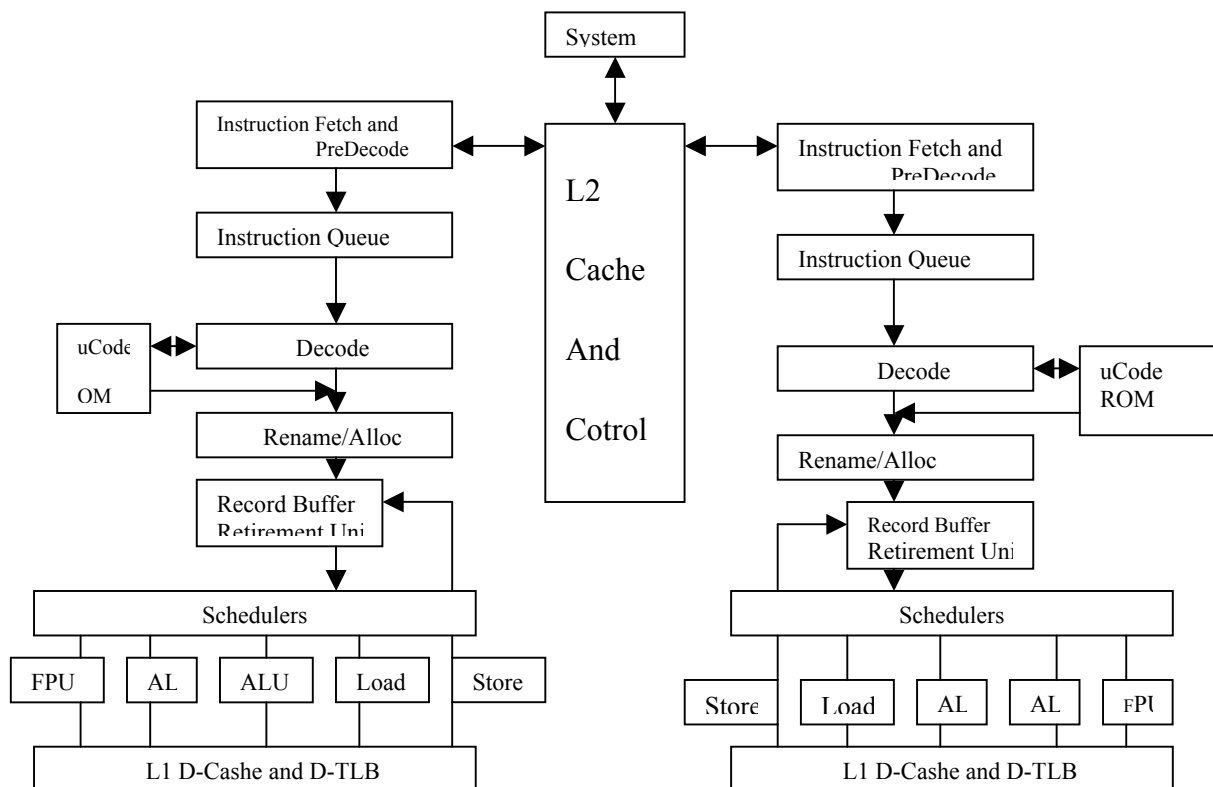 System
Instruction Fetch and
PreDecode
Instruction Queue
uCode
OM
Decode
Rename/Alloc
Record Buffer
Retirement Uni
Schedulers
FPU
AL
ALU
Load
Store
L1 D-Cashe and D-TLB
L2
Cache
And
Cotrol
Instruction Fetch and
PreDecode
Instruction Queue
Decode
uCode
ROM
Rename/Alloc
Record Buffer
Retirement Uni
Schedulers
Store
Load
AL
AL
FPU
L1 D-Cashe and D-TLB